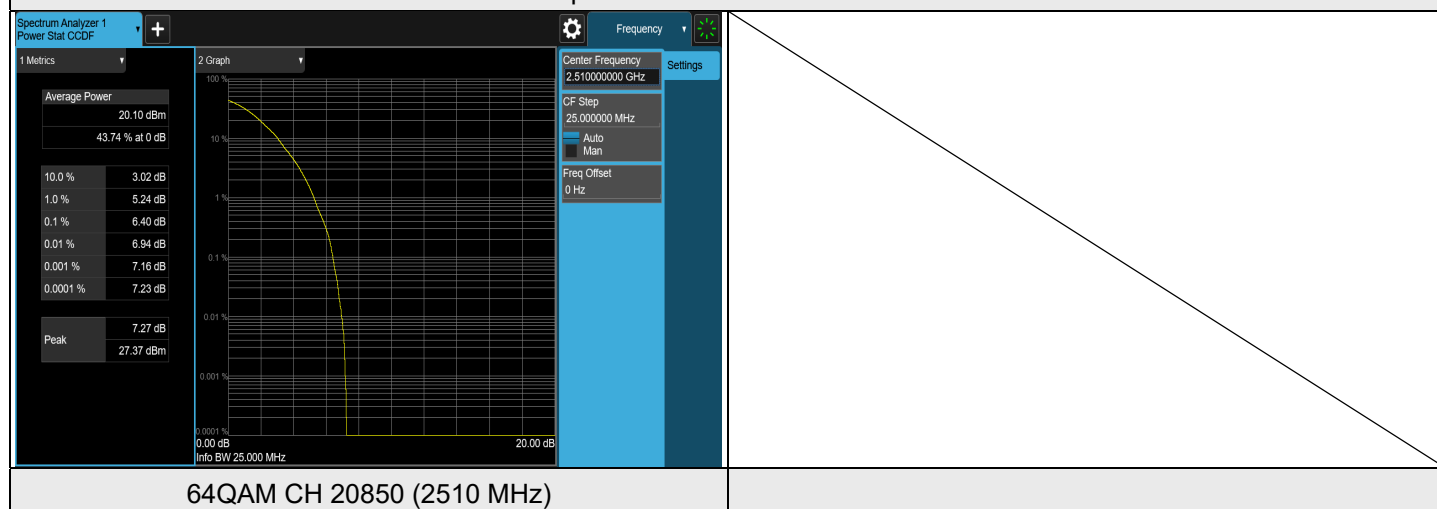 Spectrum Analyzer 1
Power Stat CCDF
+
Frequency
1 Metrics
2 Graph
Center Frequency
2.510000000 GHz
Settings
CF Step
25.000000 MHz
Auto
Man
Freq Offset
0 Hz
Average Power
20.10 dBm
43.74 % at 0 dB
10.0 % 3.02 dB
1.0 % 5.24 dB
0.1 % 6.40 dB
0.01 % 6.94 dB
0.001 % 7.16 dB
0.0001 % 7.23 dB
Peak
7.27 dB
27.37 dBm
100 %
10 %
1 %
0.1 %
0.01 %
0.001 %
0.0001 %
0.00 dB 20.00 dB
Info BW 25.000 MHz
64QAM CH 20850 (2510 MHz)